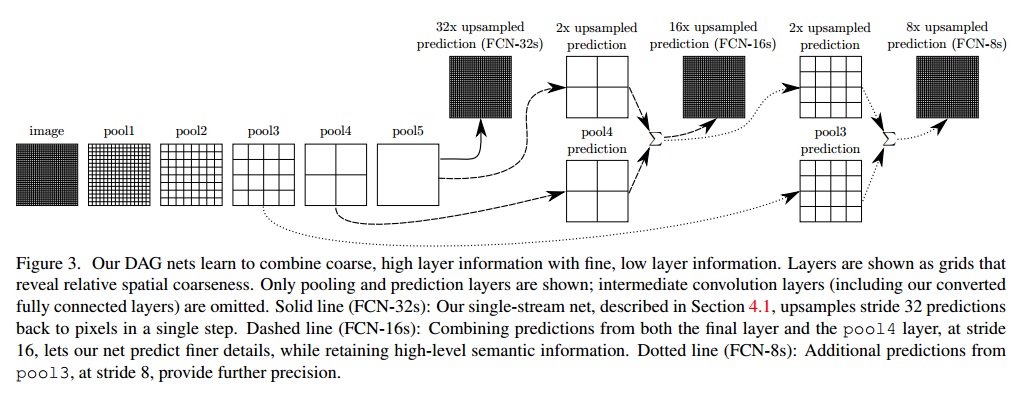 32x upsampled
prediction (FCN-32s)
2x upsampled
prediction
16x upsampled
prediction (FCN-16s)
2x upsampled
prediction
8x upsampled
prediction (FCN-8s)
image
pool1
pool2
pool3
pool4
pool5
pool4
prediction
∑
pool3
prediction
∑
Figure 3. Our DAG nets learn to combine coarse, high layer information with fine, low layer information. Layers are shown as grids that
reveal relative spatial coarseness. Only pooling and prediction layers are shown; intermediate convolution layers (including our converted
fully connected layers) are omitted. Solid line (FCN-32s): Our single-stream net, described in Section 4.1, upsamples stride 32 predictions
back to pixels in a single step. Dashed line (FCN-16s): Combining predictions from both the final layer and the pool4 layer, at stride
16, lets our net predict finer details, while retaining high-level semantic information. Dotted line (FCN-8s): Additional predictions from
pool3, at stride 8, provide further precision.